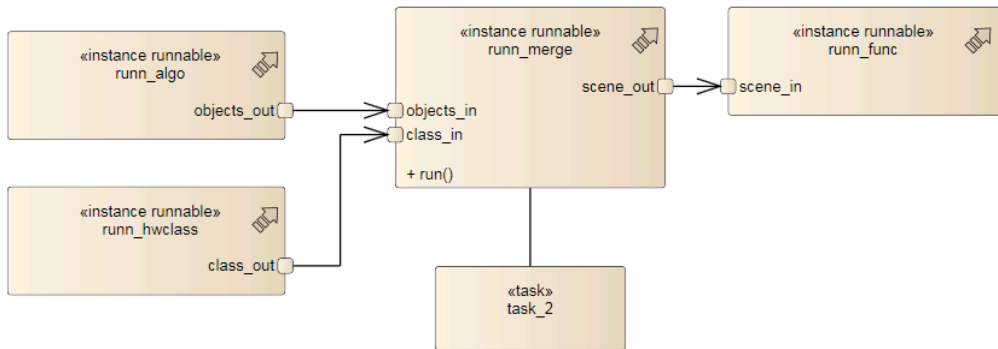 «instance runnable»
runn_algo
objects_out
«instance runnable»
runn_hwclass
class_out
«instance runnable»
runn_merge
scene_out
objects_in
class_in
+ run()
«task»
task_2
«instance runnable»
runn_func
scene_in